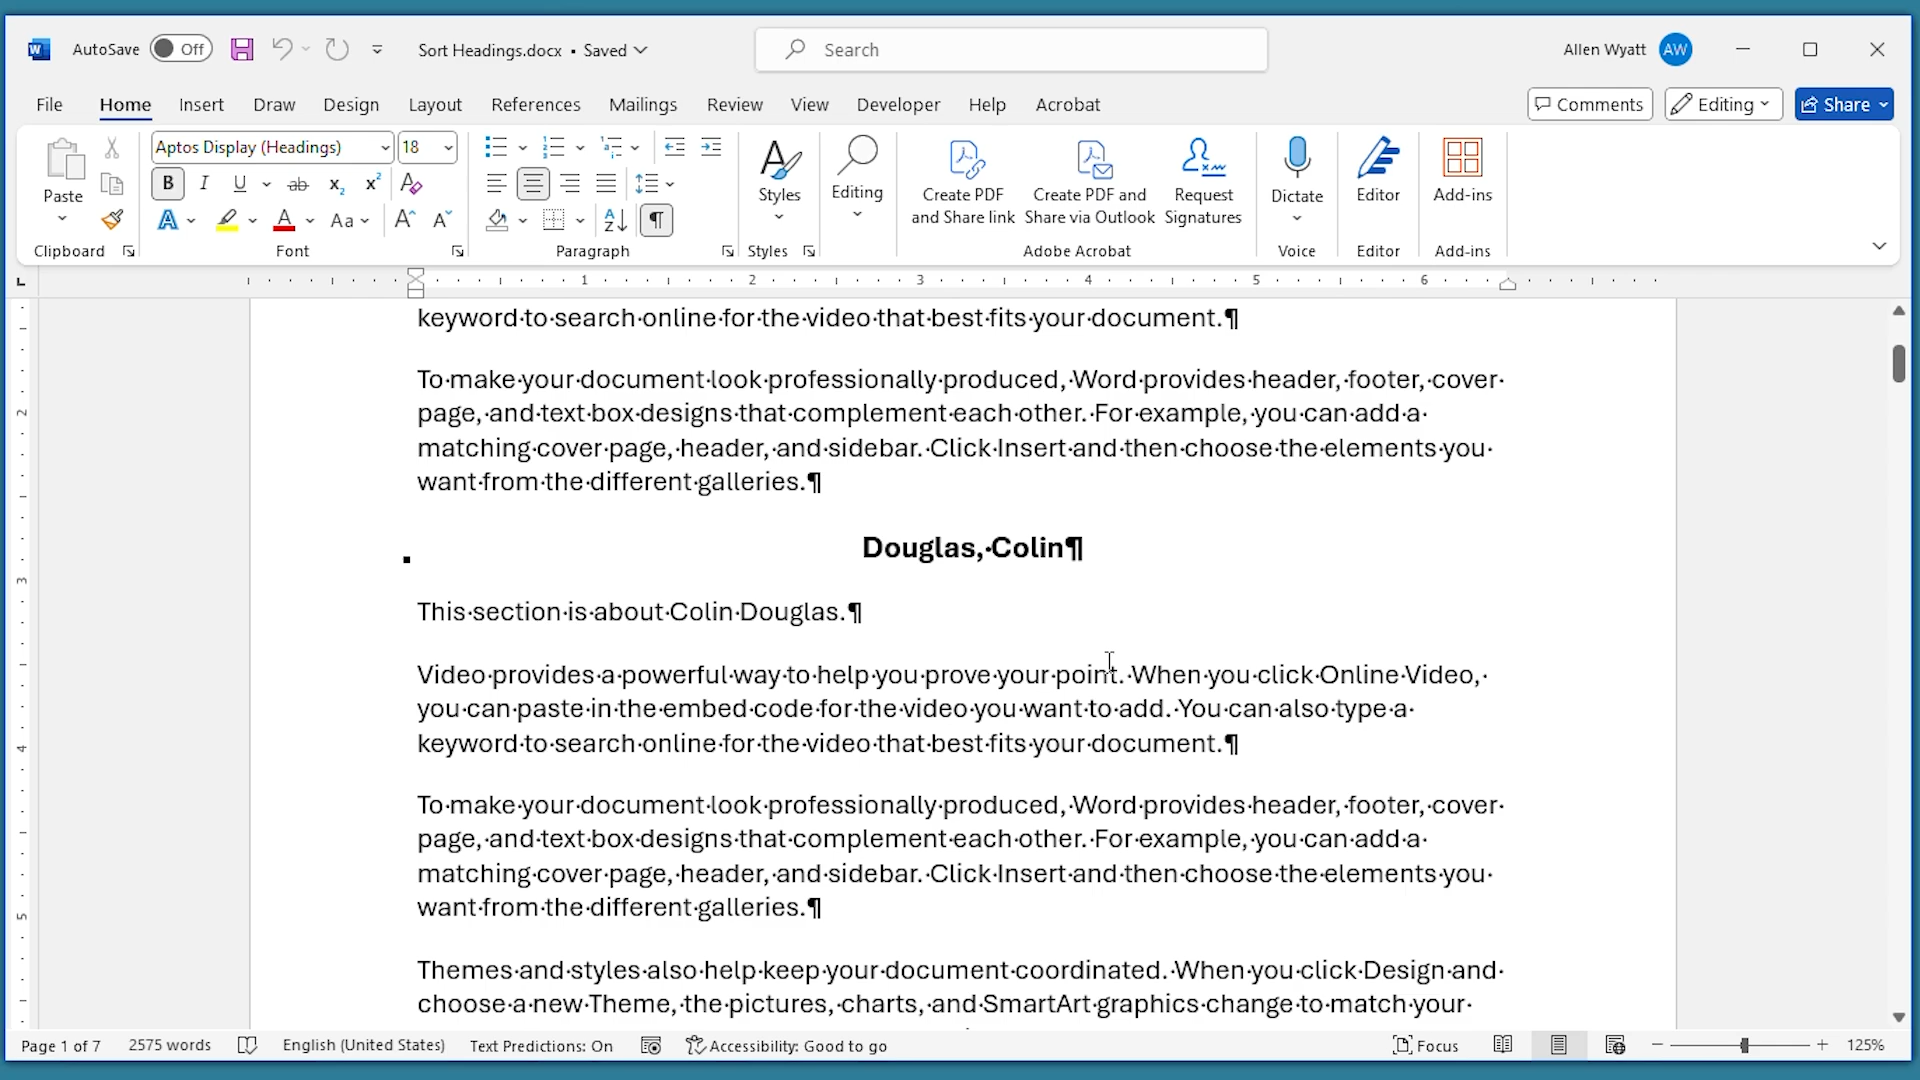 AutoSave Off Sort Headings.docx • Saved Search Allen Wyatt AW
File Home Insert Draw Design Layout References Mailings Review View Developer Help Acrobat Comments Editing Share
Aptos Display (Headings) 18
Paste Styles Editing Create PDF and Share link Create PDF and Share via Outlook Request Signatures Dictate Editor Add-ins
Clipboard Font Paragraph Styles Adobe Acrobat Voice Editor Add-ins
1 2 3 4 5 6
keyword·to·search·online·for·the·video·that·best·fits·your·document.¶
To·make·your·document·look·professionally·produced,·Word·provides·header,·footer,·cover·
page,·and·text·box·designs·that·complement·each·other.·For·example,·you·can·add·a·
matching·cover·page,·header,·and·sidebar.·Click·Insert·and·then·choose·the·elements·you·
want·from·the·different·galleries.¶
Douglas,·Colin¶
This·section·is·about·Colin·Douglas.¶
Video·provides·a·powerful·way·to·help·you·prove·your·point.·When·you·click·Online·Video,·
you·can·paste·in·the·embed·code·for·the·video·you·want·to·add.·You·can·also·type·a·
keyword·to·search·online·for·the·video·that·best·fits·your·document.¶
To·make·your·document·look·professionally·produced,·Word·provides·header,·footer,·cover·
page,·and·text·box·designs·that·complement·each·other.·For·example,·you·can·add·a·
matching·cover·page,·header,·and·sidebar.·Click·Insert·and·then·choose·the·elements·you·
want·from·the·different·galleries.¶
Themes·and·styles·also·help·keep·your·document·coordinated.·When·you·click·Design·and·
choose·a·new·Theme,·the·pictures,·charts,·and·SmartArt·graphics·change·to·match·your·
Page 1 of 7 2575 words English (United States) Text Predictions: On Accessibility: Good to go Focus 125%